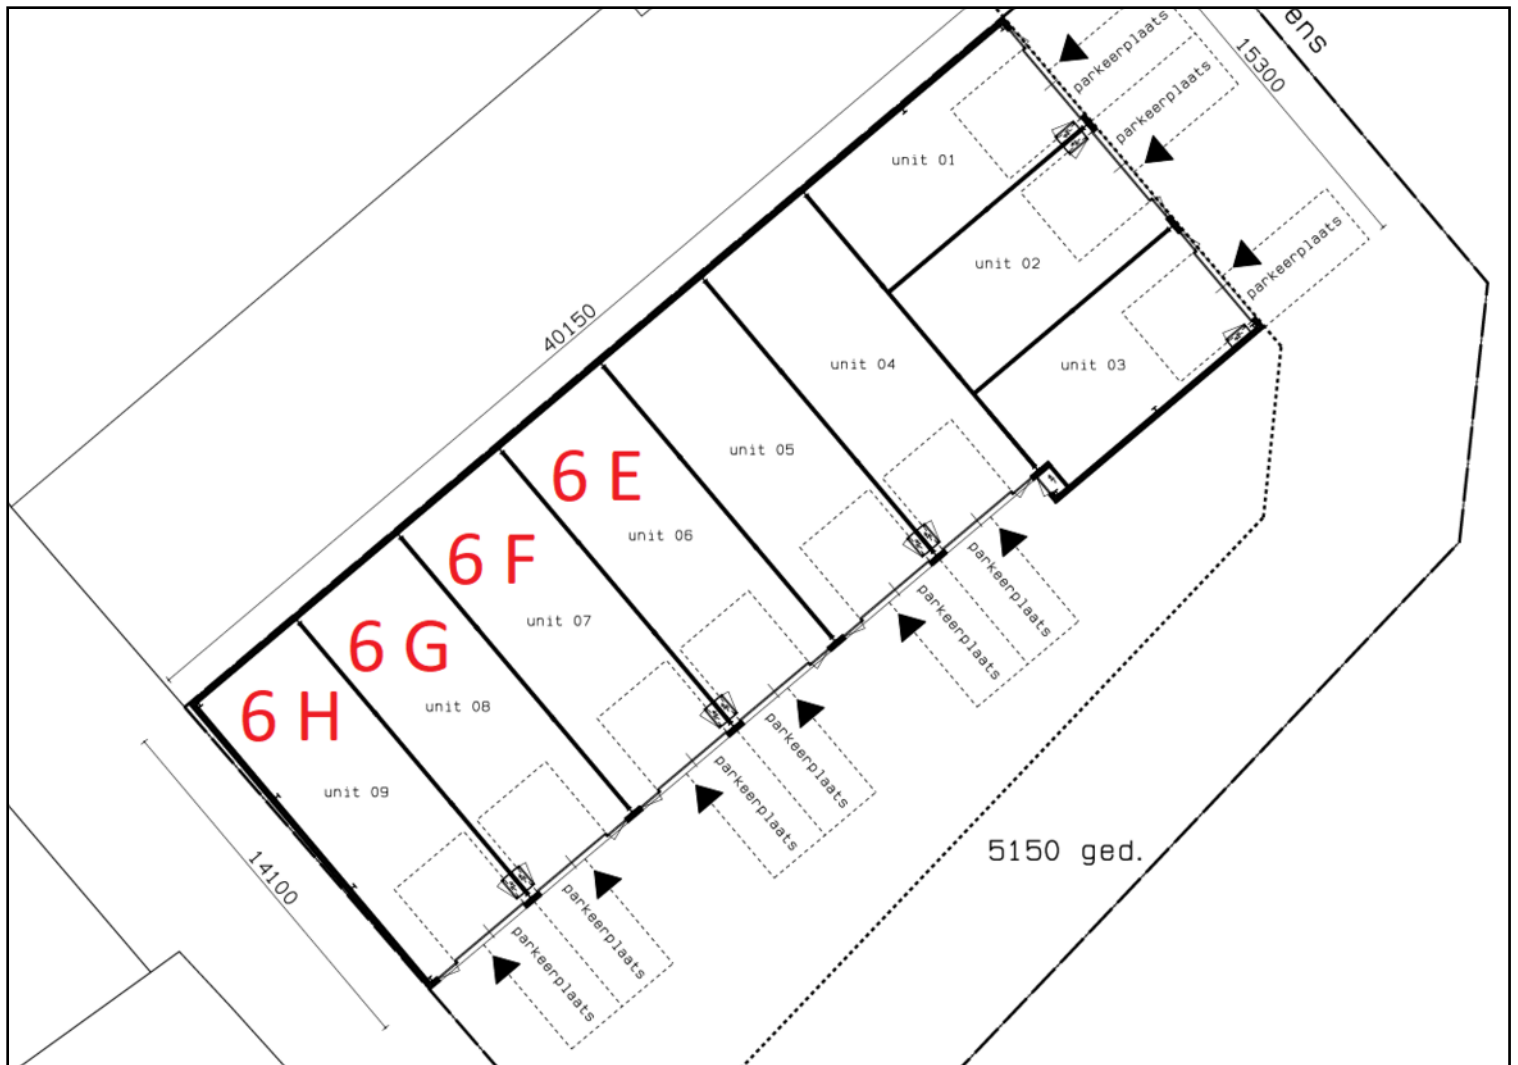 ens
15300
parkeerplaats
parkeerplaats
unit 01
parkeerplaats
unit 02
40150
unit 03
unit 04
unit 05
6 E
unit 06
parkeerplaats
parkeerplaats
6 F
unit 07
6 G
unit 08
parkeerplaats
parkeerplaats
6 H
unit 09
14100
5150 ged.
parkeerplaats
parkeerplaats